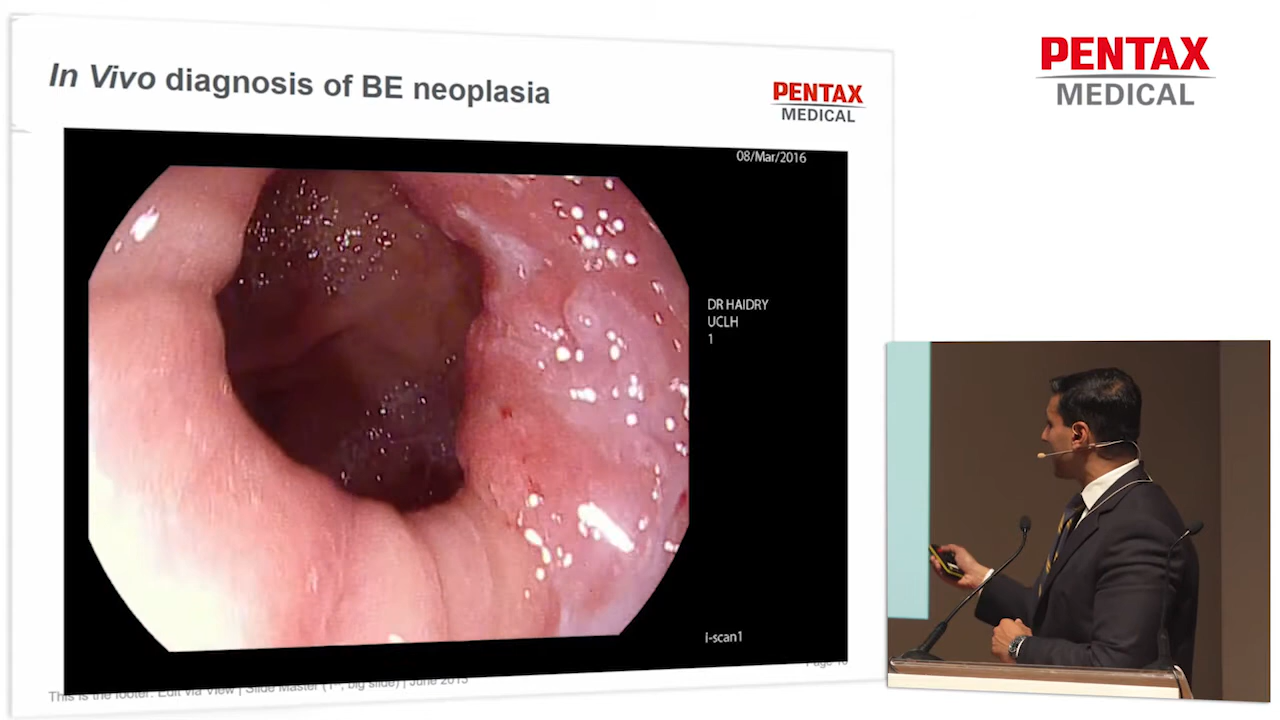 In Vivo diagnosis of BE neoplasia
PENTAX
MEDICAL
PENTAX
MEDICAL
08/Mar/2016
DR HAIDRY
UCLH
1
i-scan1
This is the footer: Edit via View | Slide Master (1st, big slide) | June 2013